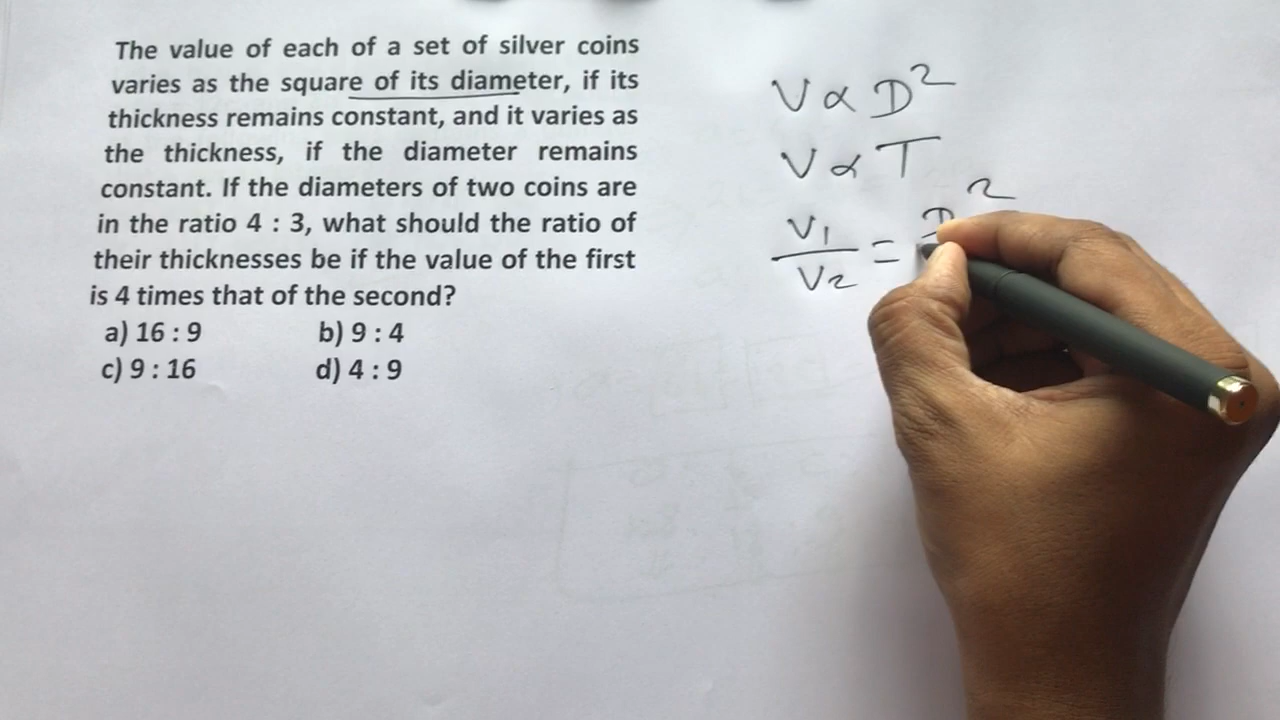 The value of each of a set of silver coins
varies as the square of its diameter, if its
thickness remains constant, and it varies as
the thickness, if the diameter remains
constant. If the diameters of two coins are
in the ratio 4 : 3, what should the ratio of
their thicknesses be if the value of the first
is 4 times that of the second?
a) 16 : 9 b) 9 : 4
c) 9 : 16 d) 4 : 9
V ∝ D²
V ∝ T
V₁/V₂ = D ²